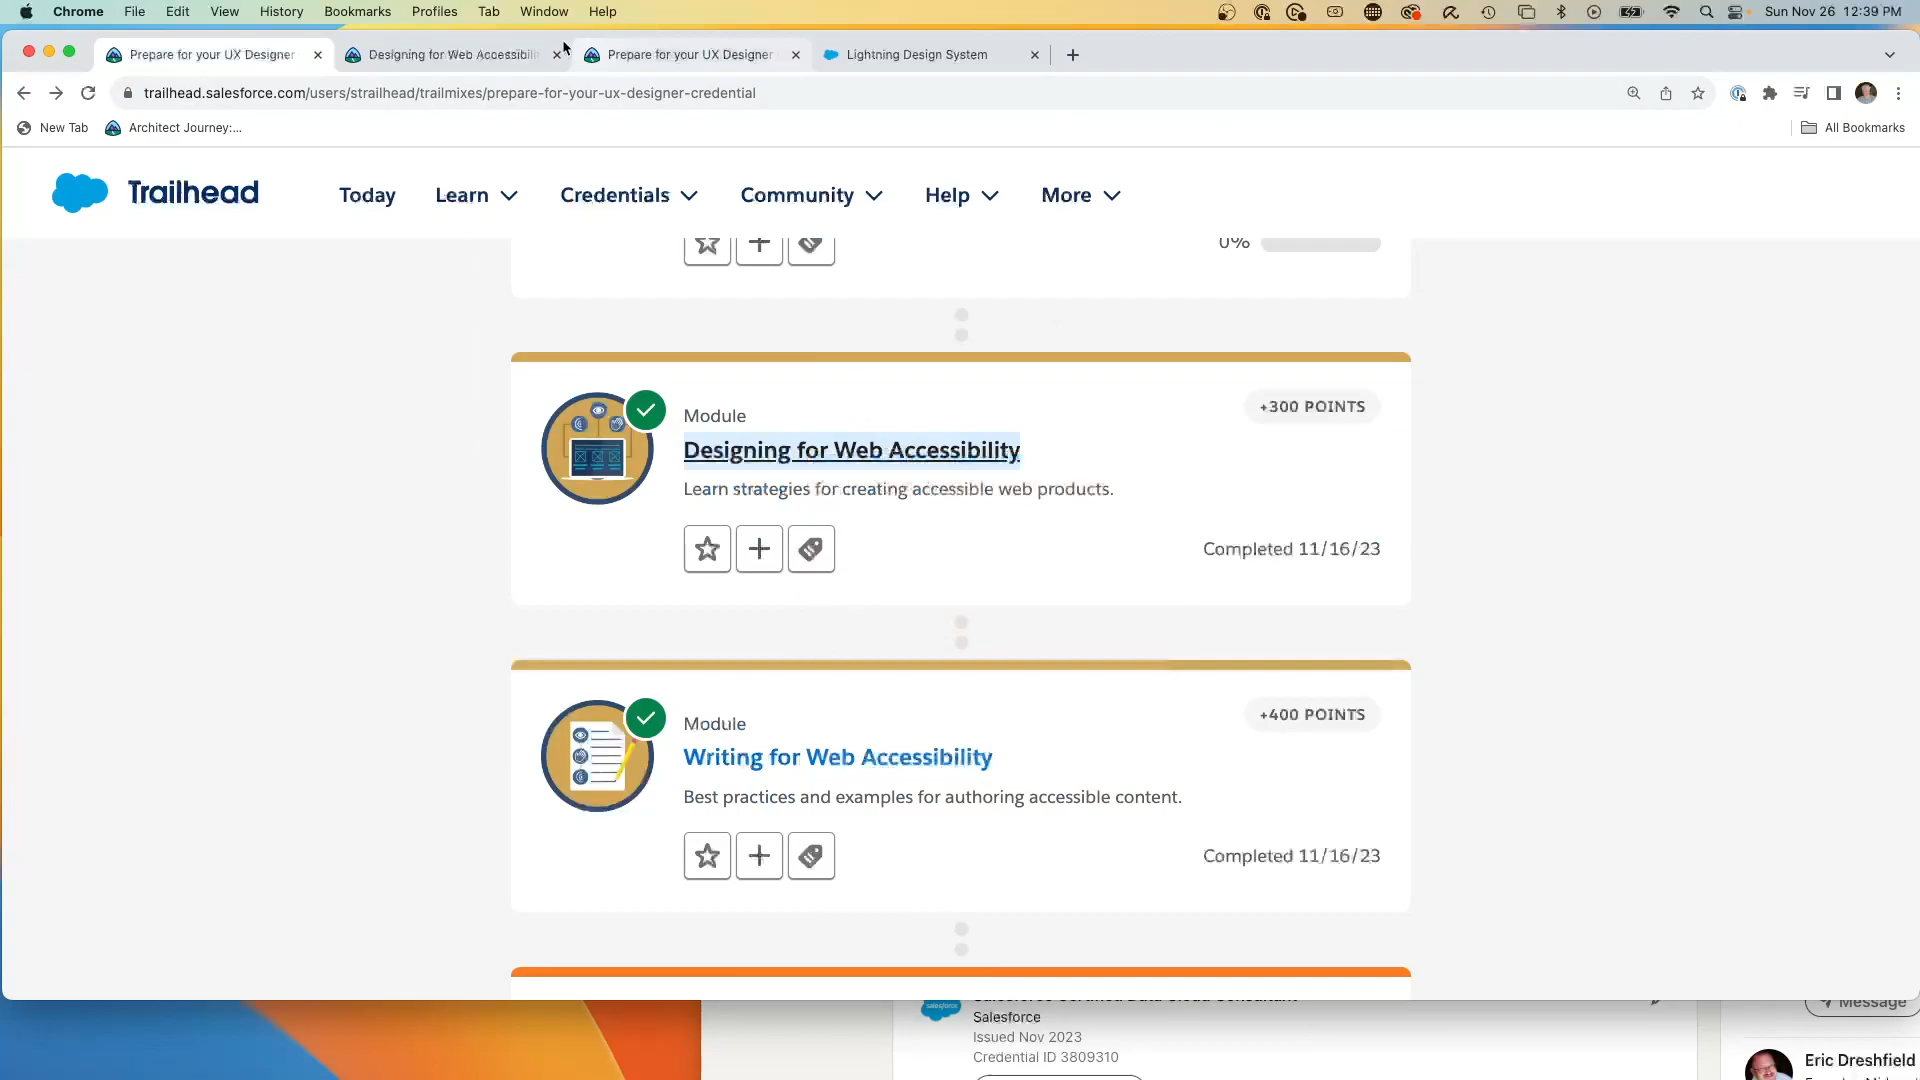 Chrome File Edit View History Bookmarks Profiles Tab Window Help Sun Nov 26 12:39 PM
Prepare for your UX Designer Designing for Web Accessibili Prepare for your UX Designer Lightning Design System
trailhead.salesforce.com/users/strailhead/trailmixes/prepare-for-your-ux-designer-credential
New Tab Architect Journey:... All Bookmarks
Trailhead Today Learn Credentials Community Help More
0%
Module +300 POINTS
Designing for Web Accessibility
Learn strategies for creating accessible web products.
Completed 11/16/23
Module +400 POINTS
Writing for Web Accessibility
Best practices and examples for authoring accessible content.
Completed 11/16/23
Message
Salesforce
Issued Nov 2023
Credential ID 3809310
Eric Dreshfield